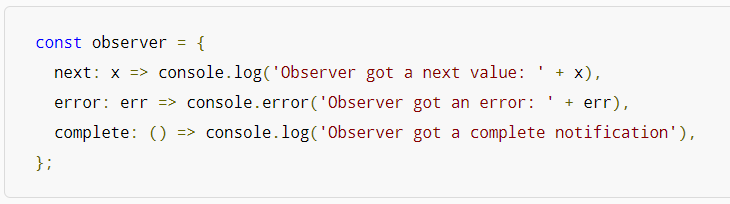 const observer = {
  next: x => console.log('Observer got a next value: ' + x),
  error: err => console.error('Observer got an error: ' + err),
  complete: () => console.log('Observer got a complete notification'),
};